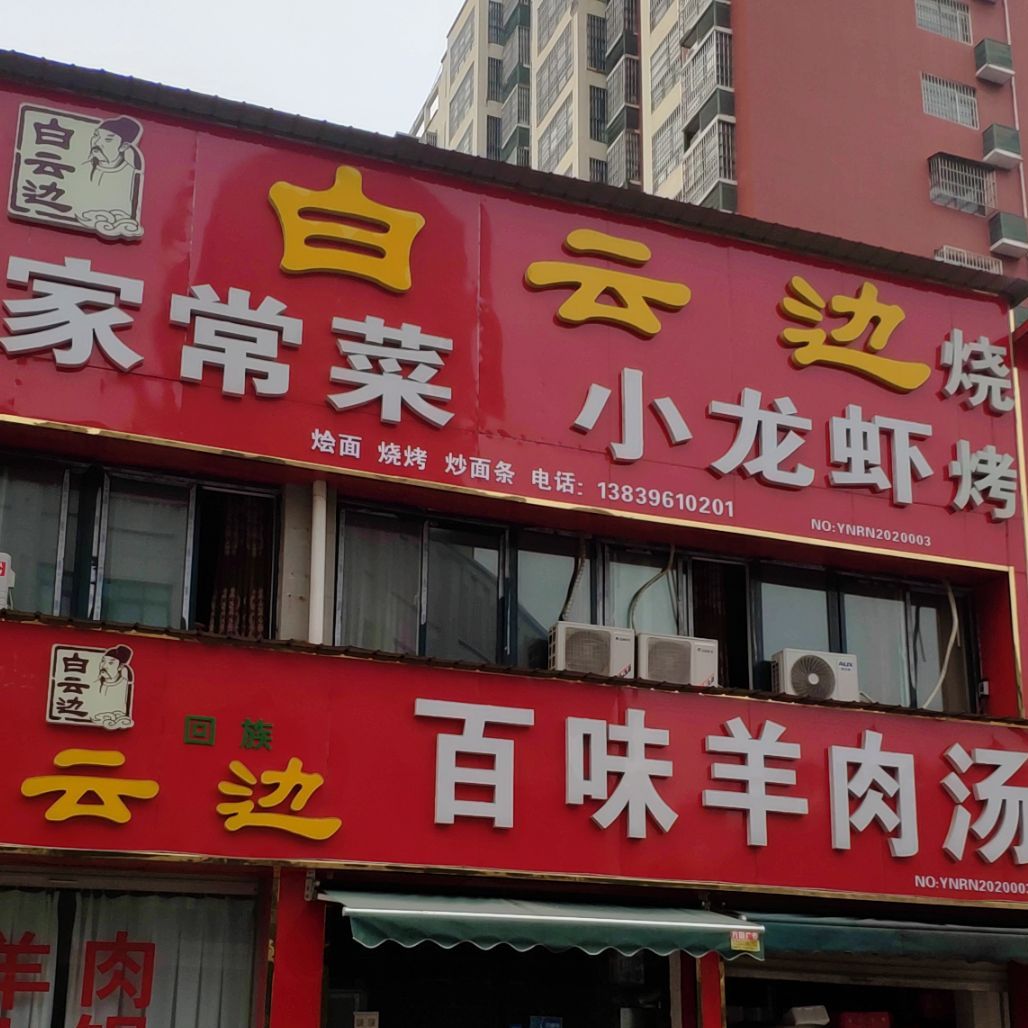 白云边
白云边
家常菜 小龙虾 烧烤
烩面 烧烤 炒面条 电话：13839610201
NO:YNRN2020003
白云边
回族
云边
百味羊肉汤
NO:YNRN2020003
羊肉